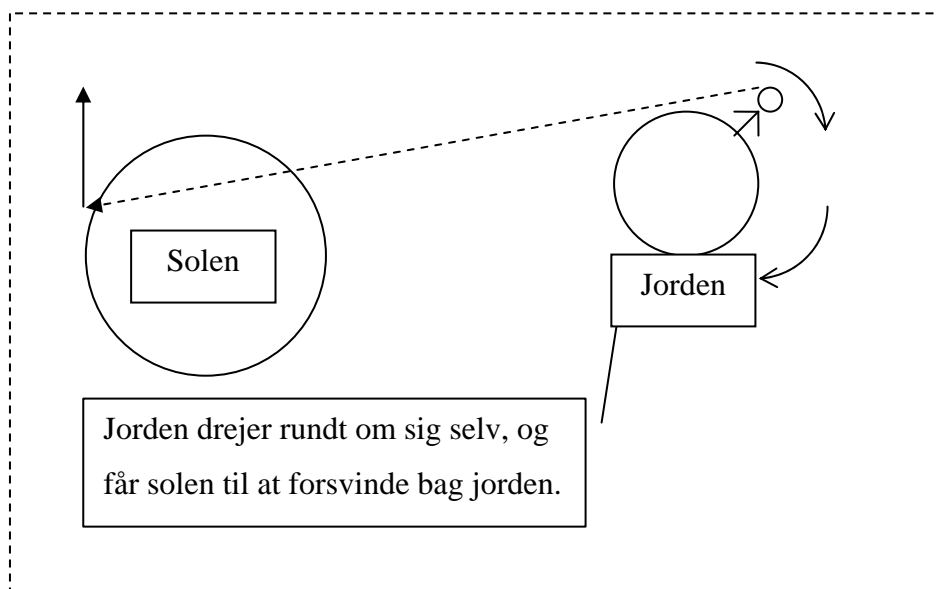 Solen
Jorden
Jorden drejer rundt om sig selv, og
får solen til at forsvinde bag jorden.